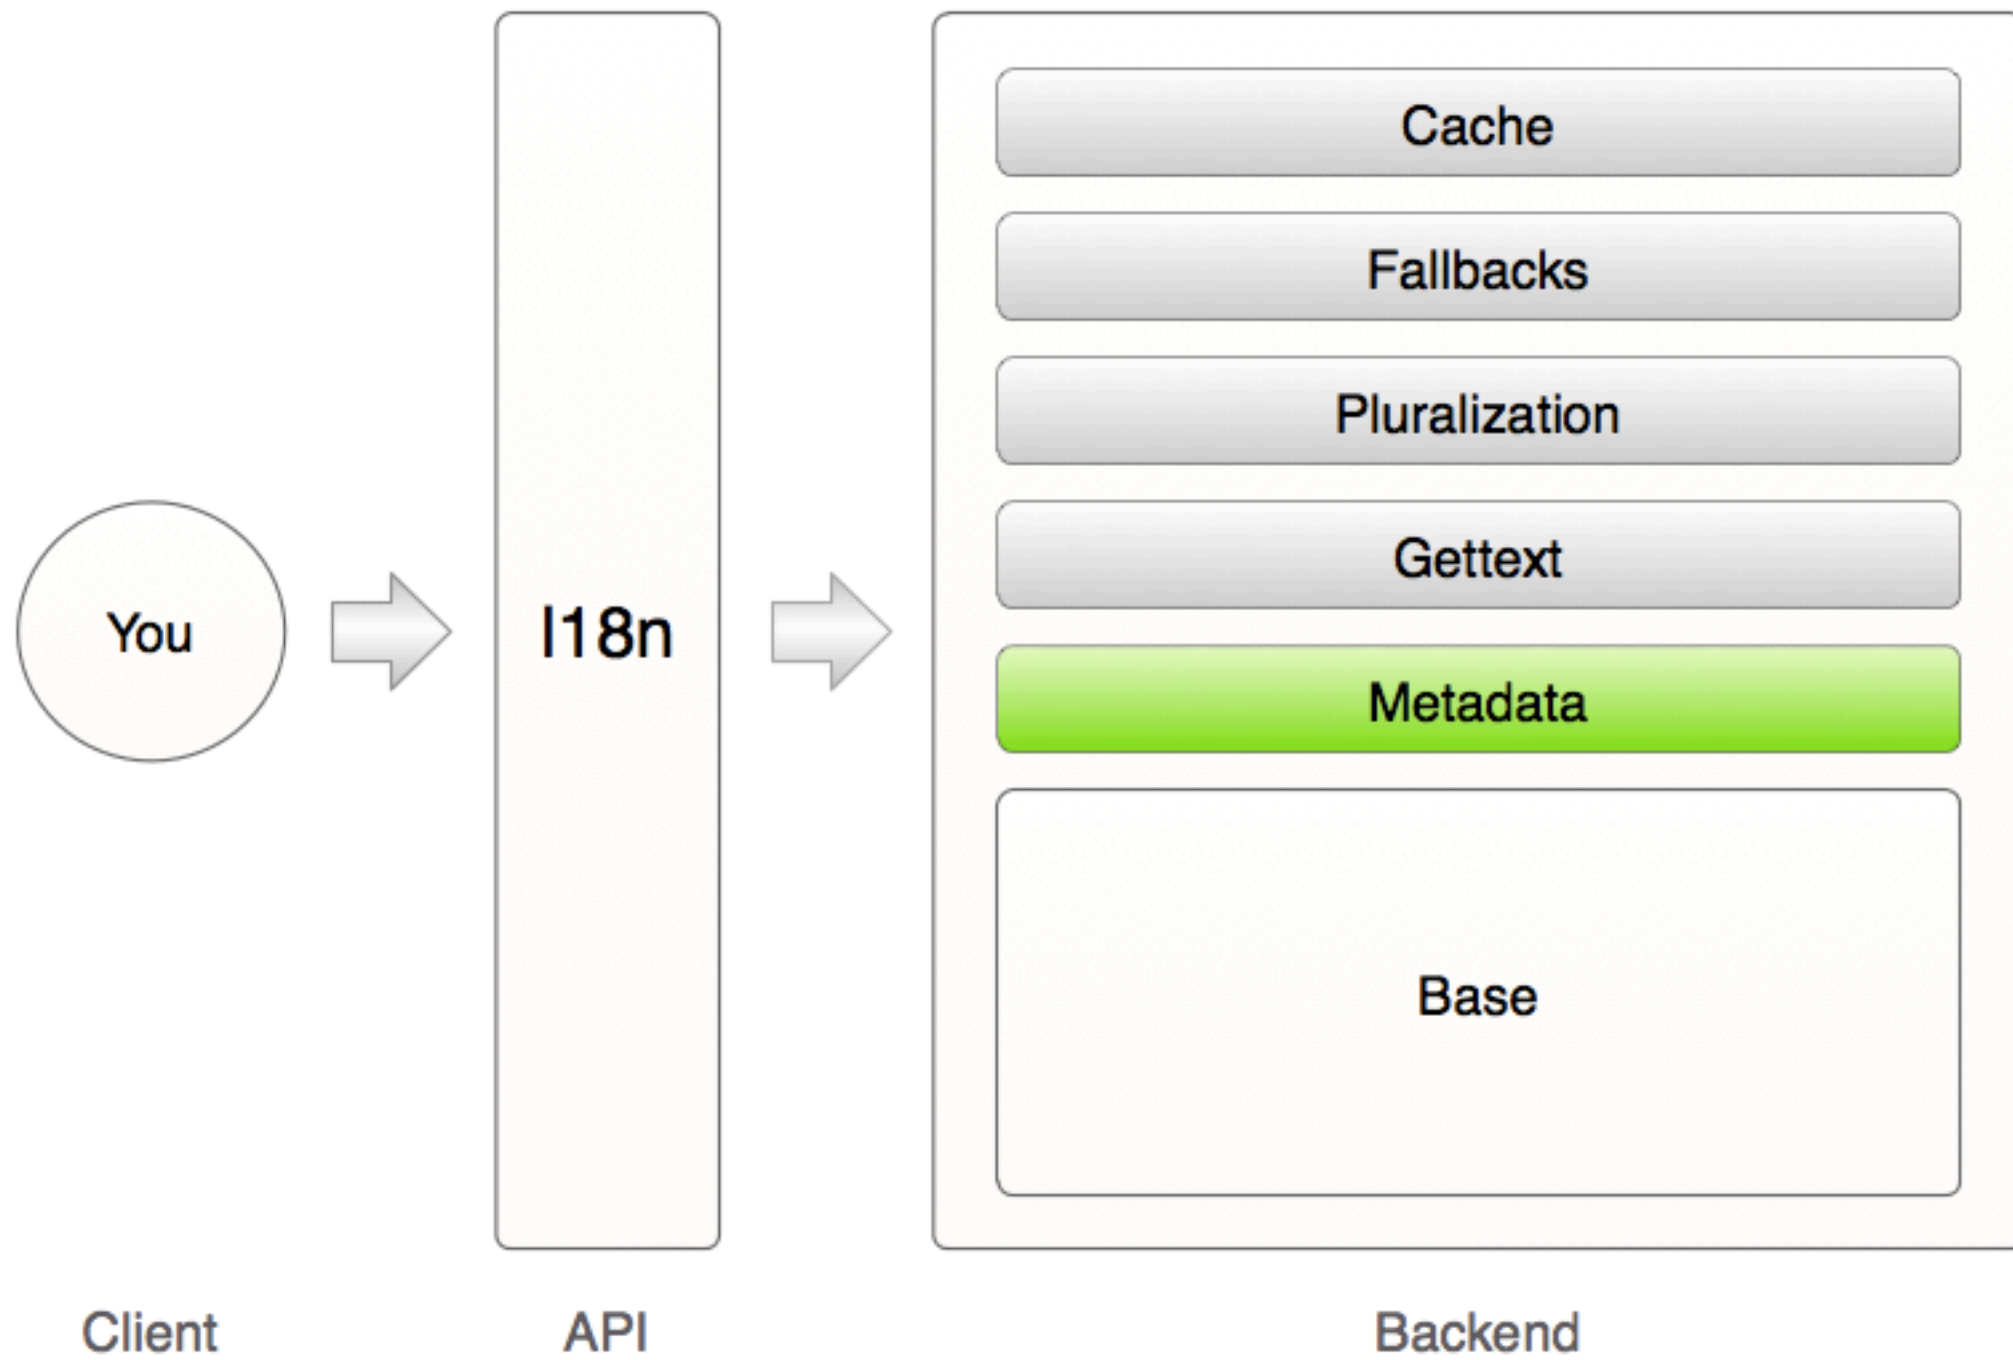 You
I18n
Cache
Fallbacks
Pluralization
Gettext
Metadata
Base
Client
API
Backend